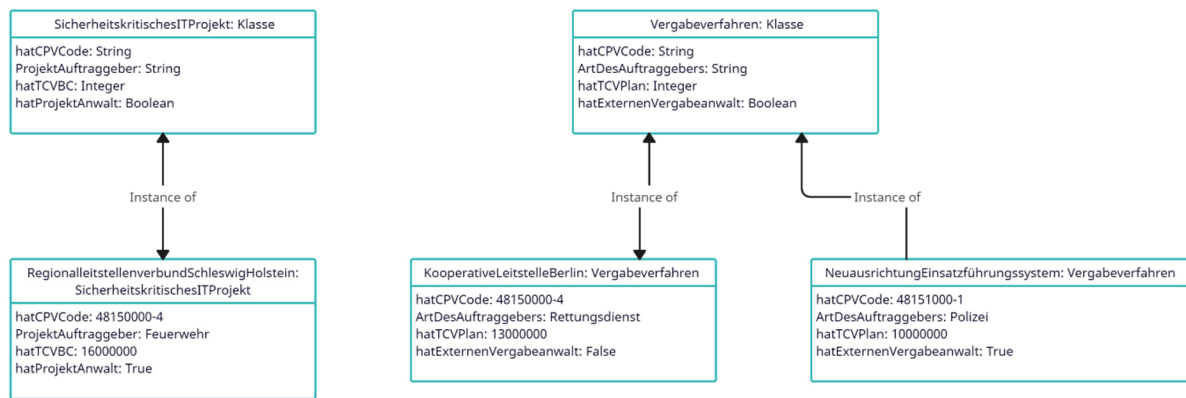 SicherheitskritischesITProjekt: Klasse
hatCPVCode: String
ProjektAuftraggeber: String
hatTCVBC: Integer
hatProjektAnwalt: Boolean
Vergabeverfahren: Klasse
hatCPVCode: String
ArtDesAuftraggebers: String
hatTCVPlan: Integer
hatExternenVergabeanwalt: Boolean
Instance of
Instance of
Instance of
RegionalleitstellenverbundSchleswigHolstein:
SicherheitskritischesITProjekt
hatCPVCode: 48150000-4
ProjektAuftraggeber: Feuerwehr
hatTCVBC: 16000000
hatProjektAnwalt: True
KooperativeLeitstelleBerlin: Vergabeverfahren
hatCPVCode: 48150000-4
ArtDesAuftraggebers: Rettungsdienst
hatTCVPlan: 13000000
hatExternenVergabeanwalt: False
NeuausrichtungEinsatzführungssystem: Vergabeverfahren
hatCPVCode: 48151000-1
ArtDesAuftraggebers: Polizei
hatTCVPlan: 10000000
hatExternenVergabeanwalt: True